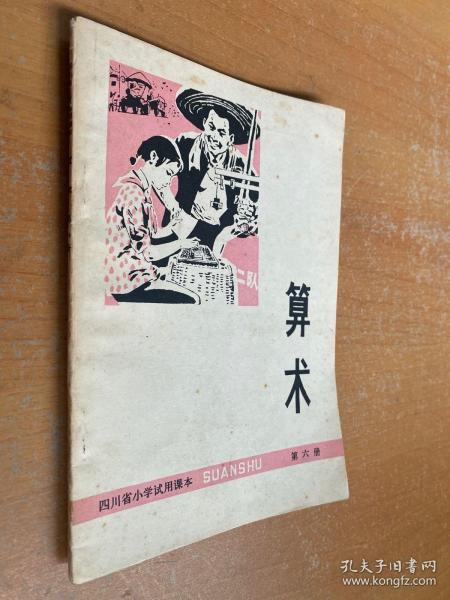 二队
算术
四川省小学试用课本
SUANSHU
第六册
孔夫子旧书网
www.kongfz.com